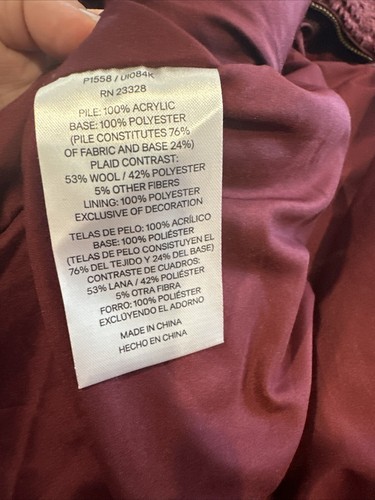 P1558 / UI084K
RN 23328
PILE: 100% ACRYLIC
BASE: 100% POLYESTER
(PILE CONSTITUTES 76%
OF FABRIC AND BASE 24%)
PLAID CONTRAST:
53% WOOL / 42% POLYESTER
5% OTHER FIBERS
LINING: 100% POLYESTER
EXCLUSIVE OF DECORATION
TELAS DE PELO: 100% ACRÍLICO
BASE: 100% POLIÉSTER
(TELAS DE PELO CONSISTUYEN EL
76% DEL TEJIDO Y 24% DEL BASE)
CONTRASTE DE CUADROS:
53% LANA / 42% POLIÉSTER
5% OTRA FIBRA
FORRO: 100% POLIÉSTER
EXCLUYENDO EL ADORNO
MADE IN CHINA
HECHO EN CHINA